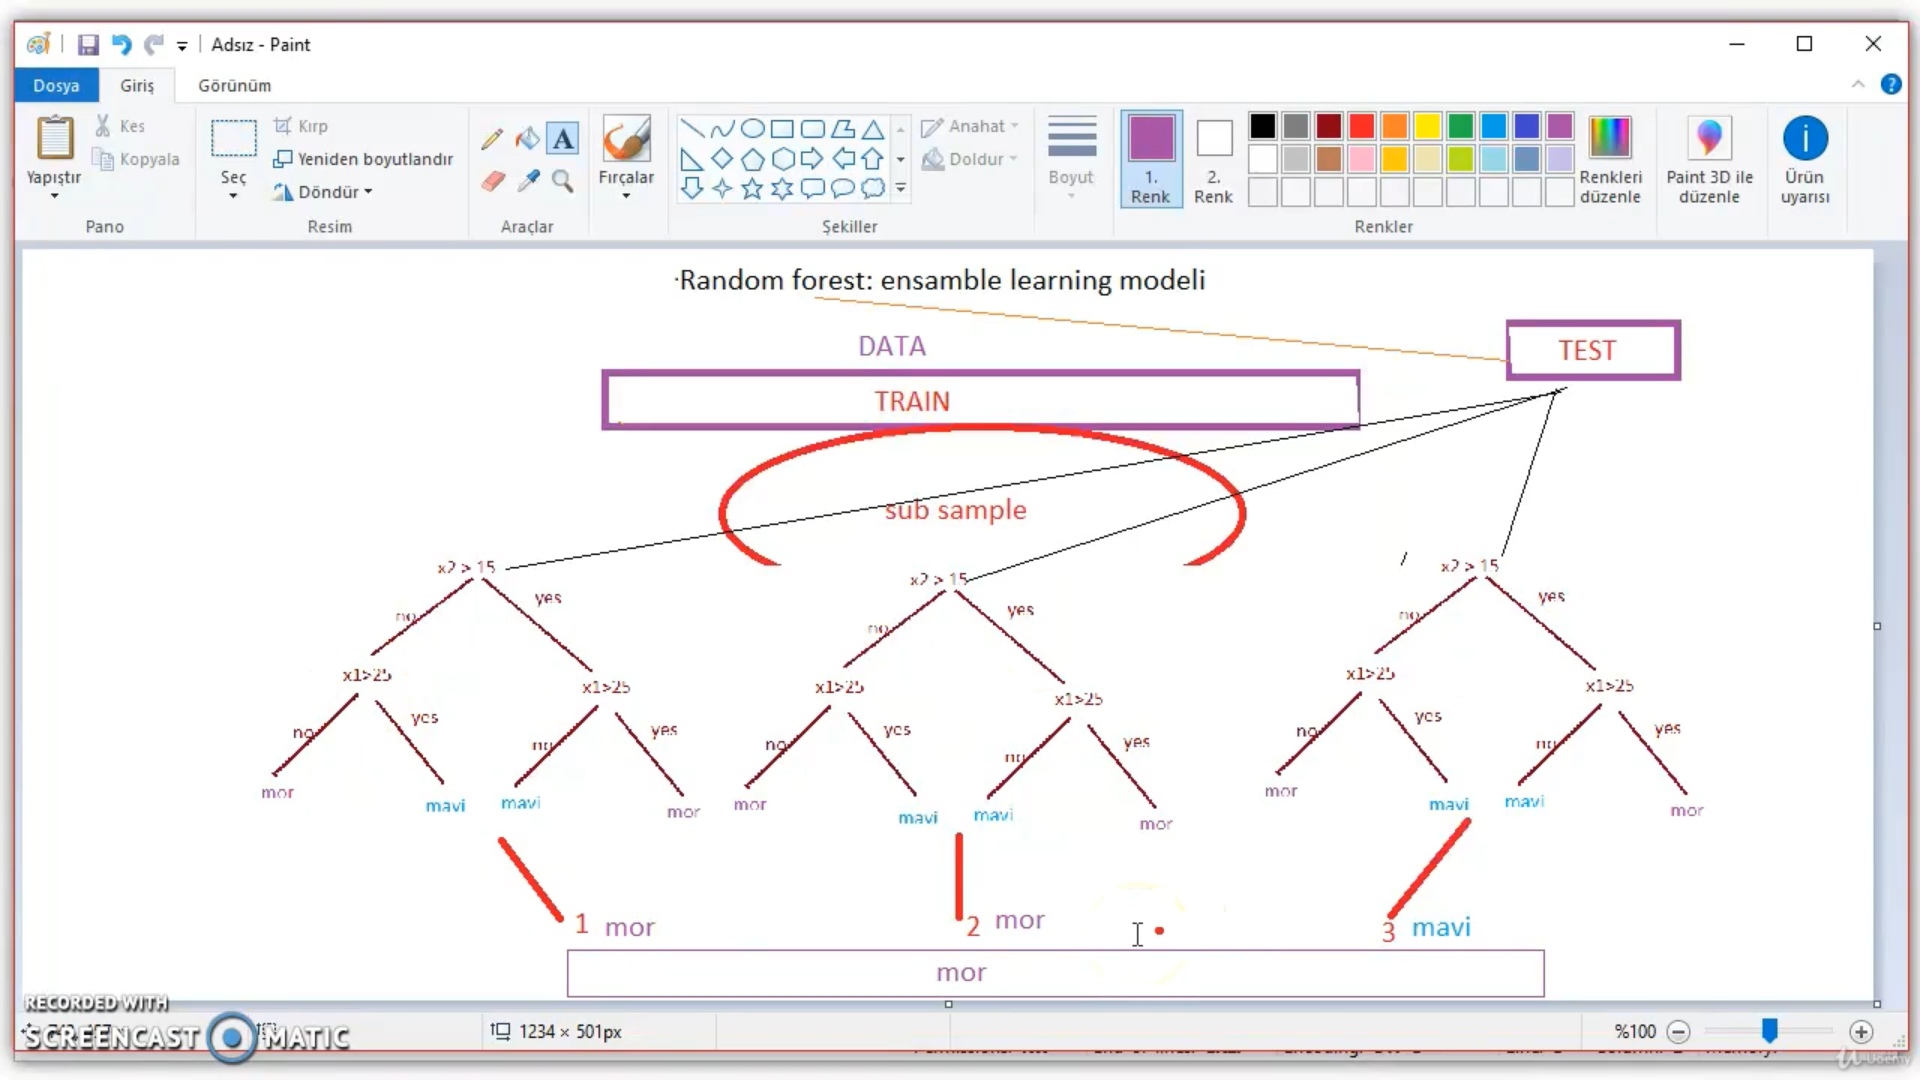 Adsız - Paint
Dosya Giriş Görünüm
Yapıştır
Kes
Kopyala
Pano
Seç
Kırp
Yeniden boyutlandır
Döndür
Resim
A
Araçlar
Fırçalar
Şekiller
Anahat
Doldur
Boyut
1. Renk
2. Renk
Renkler
Renkleri düzenle
Paint 3D ile düzenle
Ürün uyarısı
Random forest: ensamble learning modeli
DATA
TRAIN
TEST
sub sample
x2 > 15 x2 > 15 x2 > 15
no yes no yes no yes
x1>25 x1>25 x1>25 x1>25 x1>25 x1>25
no yes no yes no yes no yes no yes no yes
mor mavi mavi mor mor mavi mavi mor mor mavi mavi mor
1 mor 2 mor 3 mavi
mor
RECORDED WITH
SCREENCAST MATIC
1234 × 501px
%100
Udemy